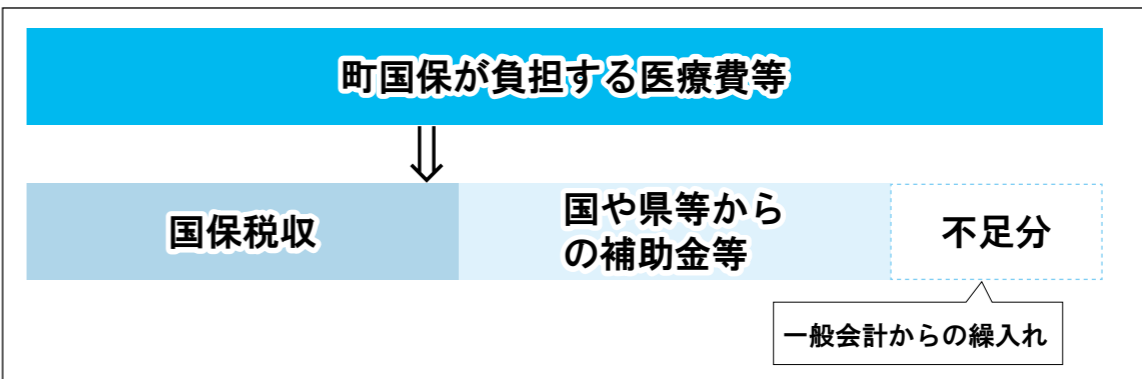 町国保が負担する医療費等
国保税収
国や県等から
の補助金等
不足分
一般会計からの繰入れ